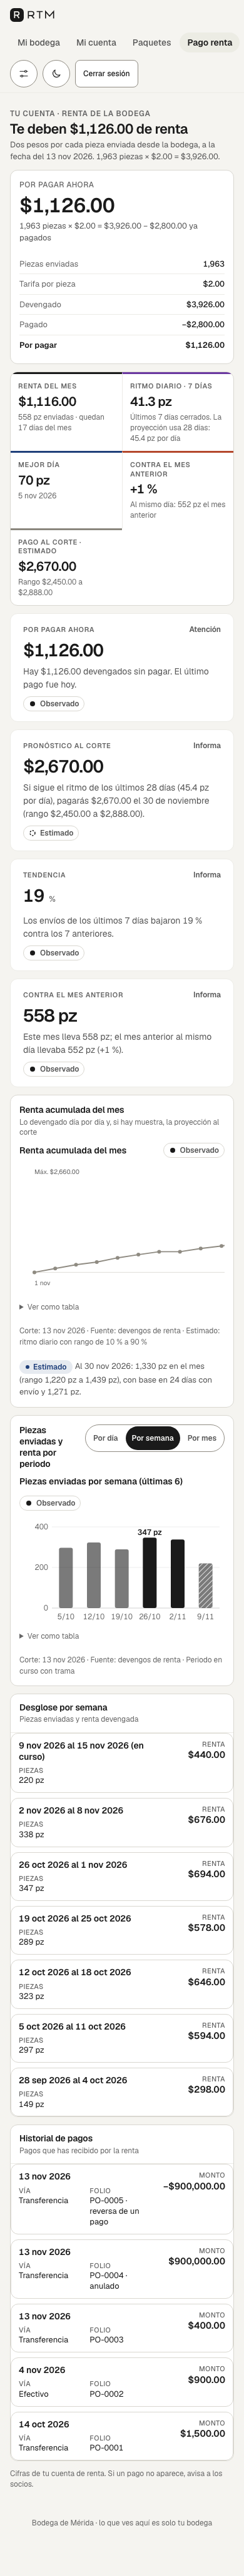 R RTM
Mi bodega Mi cuenta Paquetes Pago renta
Cerrar sesión
TU CUENTA · RENTA DE LA BODEGA
Te deben $1,126.00 de renta
Dos pesos por cada pieza enviada desde la bodega, a la
fecha del 13 nov 2026. 1,963 piezas × $2.00 = $3,926.00.
POR PAGAR AHORA
$1,126.00
1,963 piezas × $2.00 = $3,926.00 − $2,800.00 ya
pagados
Piezas enviadas 1,963
Tarifa por pieza $2.00
Devengado $3,926.00
Pagado −$2,800.00
Por pagar $1,126.00
RENTA DEL MES
$1,116.00
558 pz enviadas · quedan
17 días del mes
RITMO DIARIO · 7 DÍAS
41.3 pz
Últimos 7 días cerrados. La
proyección usa 28 días:
45.4 pz por día
MEJOR DÍA
70 pz
5 nov 2026
CONTRA EL MES
ANTERIOR
+1 %
Al mismo día: 552 pz el mes
anterior
PAGO AL CORTE ·
ESTIMADO
$2,670.00
Rango $2,450.00 a
$2,888.00
POR PAGAR AHORA Atención
$1,126.00
Hay $1,126.00 devengados sin pagar. El último
pago fue hoy.
Observado
PRONÓSTICO AL CORTE Informa
$2,670.00
Si sigue el ritmo de los últimos 28 días (45.4 pz
por día), pagarás $2,670.00 el 30 de noviembre
(rango $2,450.00 a $2,888.00).
Estimado
TENDENCIA Informa
19 %
Los envíos de los últimos 7 días bajaron 19 %
contra los 7 anteriores.
Observado
CONTRA EL MES ANTERIOR Informa
558 pz
Este mes lleva 558 pz; el mes anterior al mismo
día llevaba 552 pz (+1 %).
Observado
Renta acumulada del mes
Lo devengado día por día y, si hay muestra, la proyección al
corte
Renta acumulada del mes Observado
Máx. $2,660.00
1 nov
Ver como tabla
Corte: 13 nov 2026 · Fuente: devengos de renta · Estimado:
ritmo diario con rango de 10 % a 90 %
Estimado Al 30 nov 2026: 1,330 pz en el mes
(rango 1,220 pz a 1,439 pz), con base en 24 días con
envío y 1,271 pz.
Piezas
enviadas y
renta por
periodo
Por día Por semana Por mes
Piezas enviadas por semana (últimas 6)
Observado
400
200
0
347 pz
5/10 12/10 19/10 26/10 2/11 9/11
Ver como tabla
Corte: 13 nov 2026 · Fuente: devengos de renta · Periodo en
curso con trama
Desglose por semana
Piezas enviadas y renta devengada
9 nov 2026 al 15 nov 2026 (en
curso)
PIEZAS
220 pz
RENTA
$440.00
2 nov 2026 al 8 nov 2026
PIEZAS
338 pz
RENTA
$676.00
26 oct 2026 al 1 nov 2026
PIEZAS
347 pz
RENTA
$694.00
19 oct 2026 al 25 oct 2026
PIEZAS
289 pz
RENTA
$578.00
12 oct 2026 al 18 oct 2026
PIEZAS
323 pz
RENTA
$646.00
5 oct 2026 al 11 oct 2026
PIEZAS
297 pz
RENTA
$594.00
28 sep 2026 al 4 oct 2026
PIEZAS
149 pz
RENTA
$298.00
Historial de pagos
Pagos que has recibido por la renta
13 nov 2026
VÍA
Transferencia
FOLIO
PO-0005 ·
reversa de un
pago
MONTO
−$900,000.00
13 nov 2026
VÍA
Transferencia
FOLIO
PO-0004 ·
anulado
MONTO
$900,000.00
13 nov 2026
VÍA
Transferencia
FOLIO
PO-0003
MONTO
$400.00
4 nov 2026
VÍA
Efectivo
FOLIO
PO-0002
MONTO
$900.00
14 oct 2026
VÍA
Transferencia
FOLIO
PO-0001
MONTO
$1,500.00
Cifras de tu cuenta de renta. Si un pago no aparece, avisa a los
socios.
Bodega de Mérida · lo que ves aquí es solo tu bodega